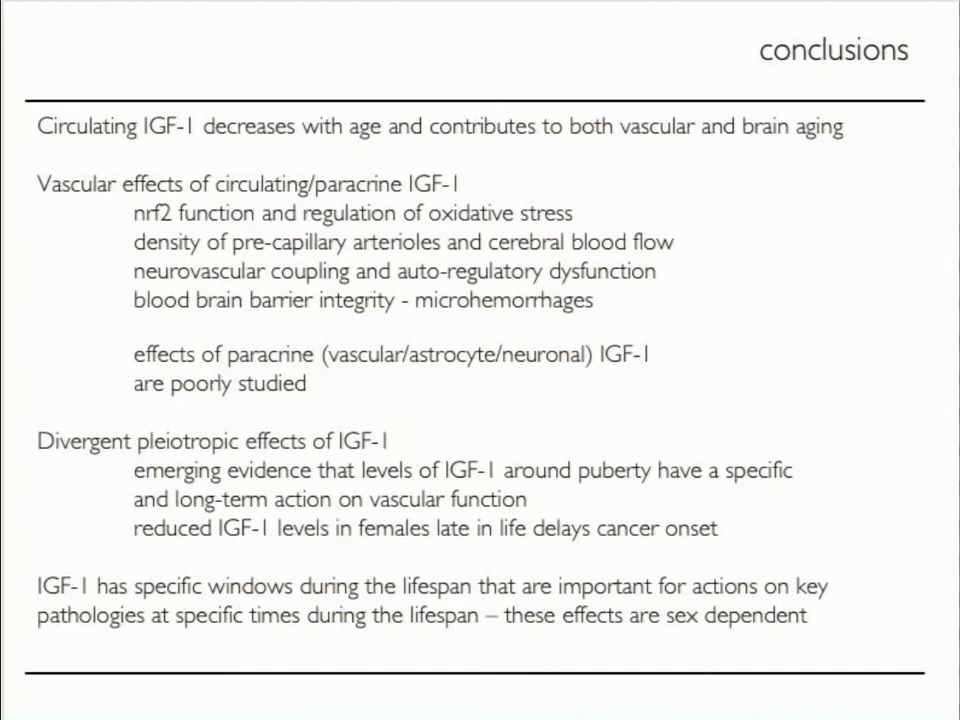 conclusions
Circulating IGF-1 decreases with age and contributes to both vascular and brain aging
Vascular effects of circulating/paracrine IGF-1
nrf2 function and regulation of oxidative stress
density of pre-capillary arterioles and cerebral blood flow
neurovascular coupling and auto-regulatory dysfunction
blood brain barrier integrity - microhemorrhages
effects of paracrine (vascular/astrocyte/neuronal) IGF-1
are poorly studied
Divergent pleiotropic effects of IGF-1
emerging evidence that levels of IGF-1 around puberty have a specific
and long-term action on vascular function
reduced IGF-1 levels in females late in life delays cancer onset
IGF-1 has specific windows during the lifespan that are important for actions on key
pathologies at specific times during the lifespan – these effects are sex dependent